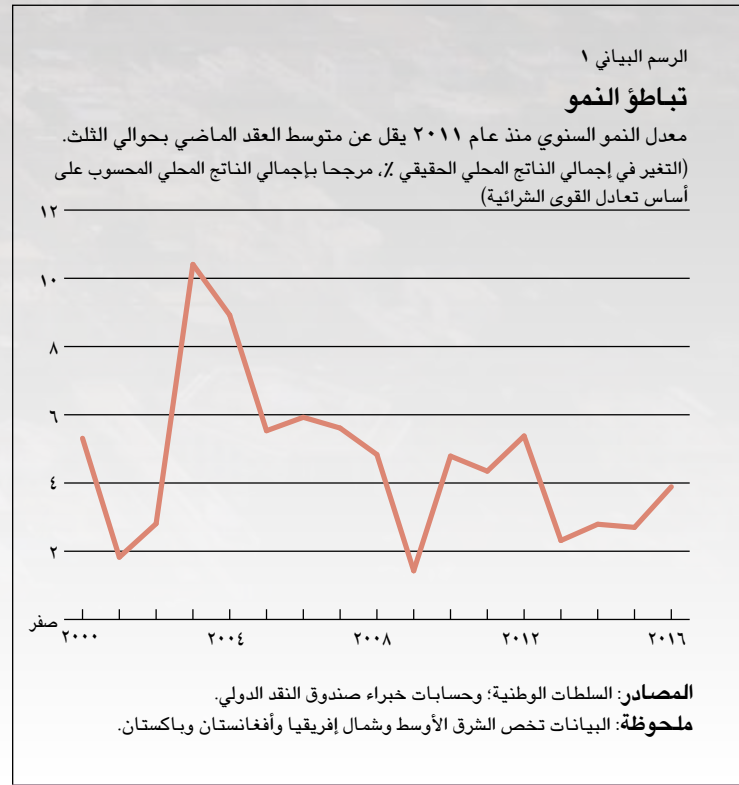 الرسم البياني ١
تباطؤ النمو
معدل النمو السنوي منذ عام ٢٠١١ يقل عن متوسط العقد الماضي بحوالي الثلث.
(التغير في إجمالي الناتج المحلي الحقيقي ٪، مرجحا بإجمالي الناتج المحلي المحسوب على
أساس تعادل القوى الشرائية)
١٢
١٠
٨
٦
٤
٢
صفر
٢٠٠٠ ٢٠٠٤ ٢٠٠٨ ٢٠١٢ ٢٠١٦
المصادر: السلطات الوطنية؛ وحسابات خبراء صندوق النقد الدولي.
ملحوظة: البيانات تخص الشرق الأوسط وشمال إفريقيا وأفغانستان وباكستان.